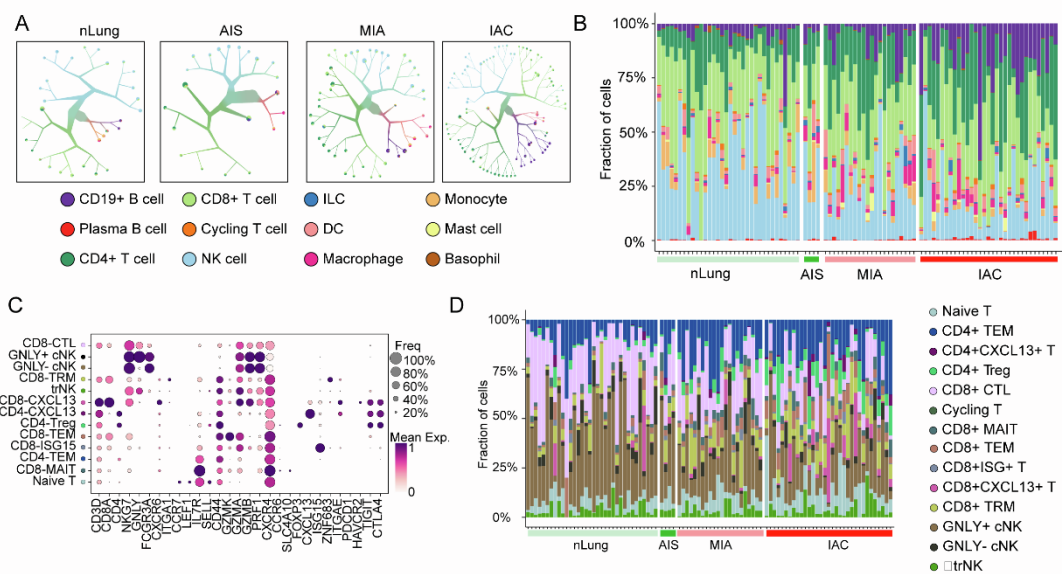 A
nLung
AIS
MIA
IAC
CD19+ B cell
CD8+ T cell
ILC
Monocyte
Plasma B cell
Cycling T cell
DC
Mast cell
CD4+ T cell
NK cell
Macrophage
Basophil
B
Fraction of cells
100%
75%
50%
25%
0%
nLung
AIS
MIA
IAC
C
CD8-CTL
GNLY+ cNK
GNLY- cNK
CD8-TRM
trNK
CD8-CXCL13
CD4-CXCL13
CD4-Treg
CD8-TEM
CD8-ISG15
CD4-TEM
CD8-MAIT
Naive T
CD3D
CD8A
CD4
NKG7
GNLY
FCGR3A
CXCR6
ITGA1
CCR7
LEF1
IL7R
SELL
CD44
GZMK
GZMA
GZMB
PRF1
CXCR4
CCR6
SLC4A10
FOXP3
CXCL13
ISG15
ZNF683
ITGAE
PDCD1
HAVCR2
TIGIT
CTLA4
Freq
100%
80%
60%
40%
20%
Mean Exp.
1
0
D
Fraction of cells
100%
75%
50%
25%
0%
nLung
AIS
MIA
IAC
Naive T
CD4+ TEM
CD4+CXCL13+ T
CD4+ Treg
CD8+ CTL
Cycling T
CD8+ MAIT
CD8+ TEM
CD8+ISG+ T
CD8+CXCL13+ T
CD8+ TRM
GNLY+ cNK
GNLY- cNK
trNK